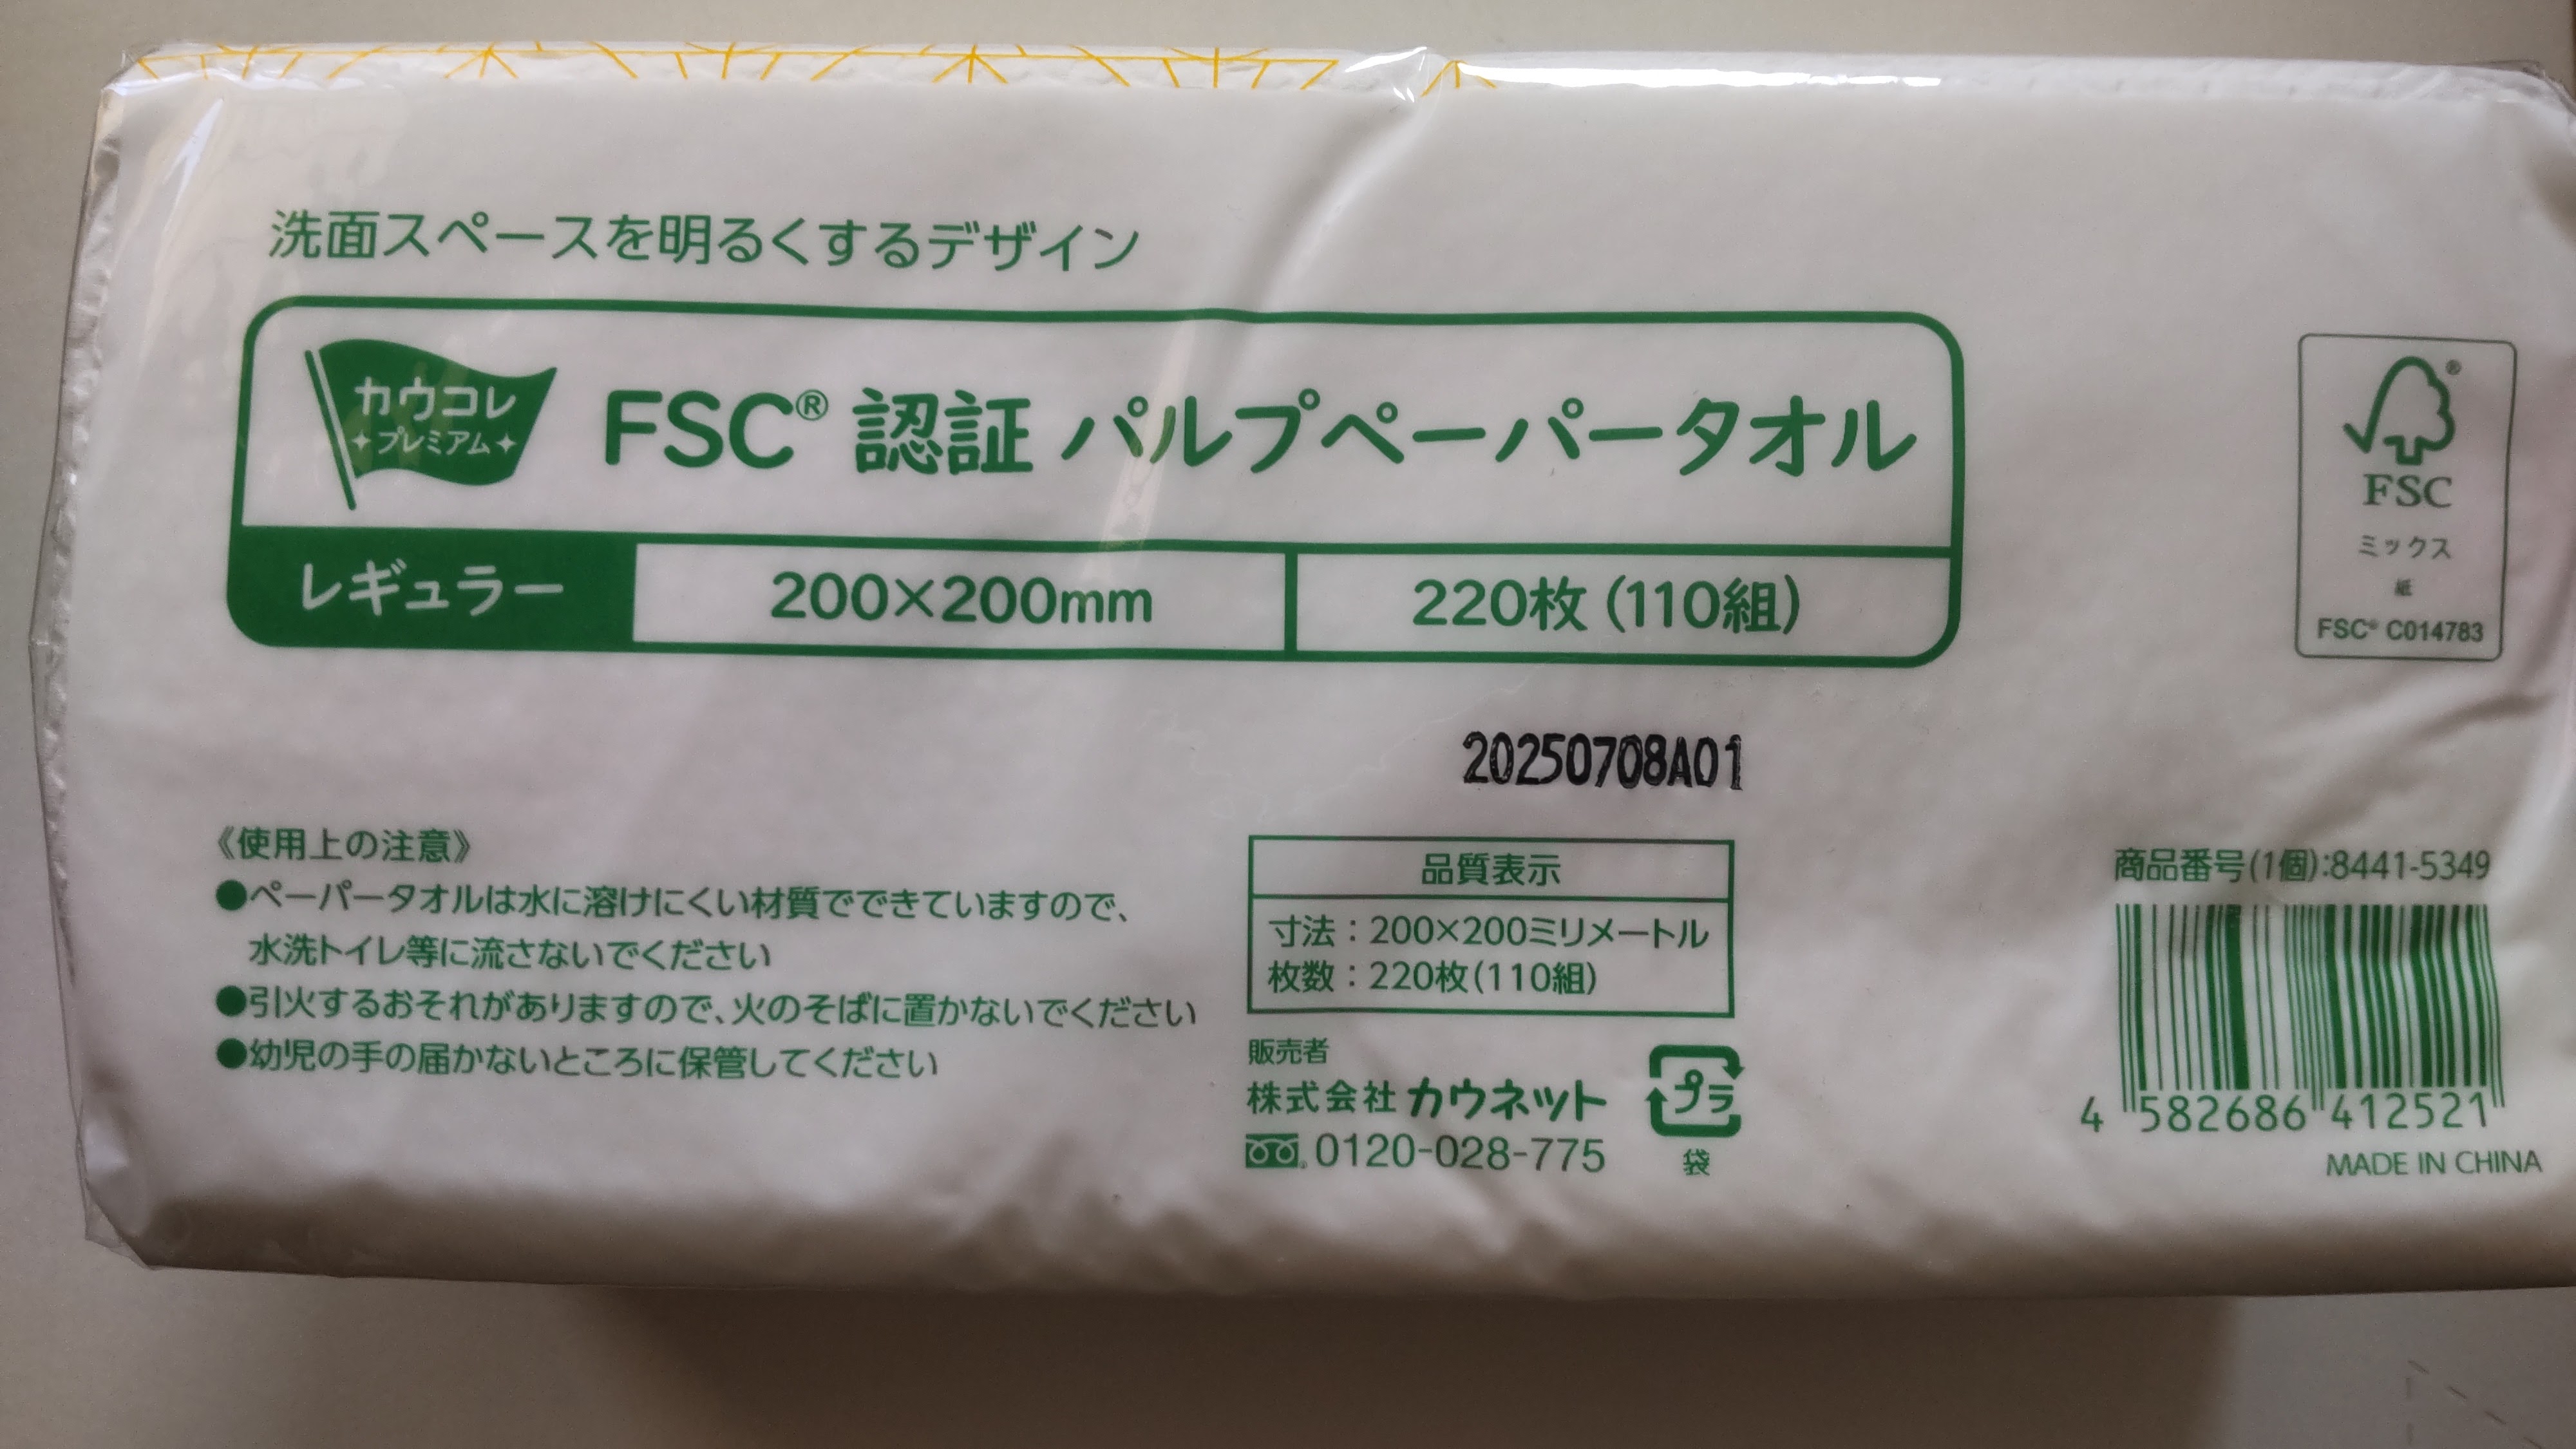 洗面スペースを明るくするデザイン
カウコレ
プレミアム
FSC® 認証 パルプペーパータオル
レギュラー 200×200mm 220枚（110組）
®
FSC
ミックス
紙
FSC® C014783
20250708A01
《使用上の注意》
●ペーパータオルは水に溶けにくい材質でできていますので、
水洗トイレ等に流さないでください
●引火するおそれがありますので、火のそばに置かないでください
●幼児の手の届かないところに保管してください
品質表示
寸法：200×200ミリメートル
枚数：220枚(110組)
販売者
株式会社 カウネット
0120-028-775
プラ
袋
商品番号(1個):8441-5349
4 582686 412521
MADE IN CHINA